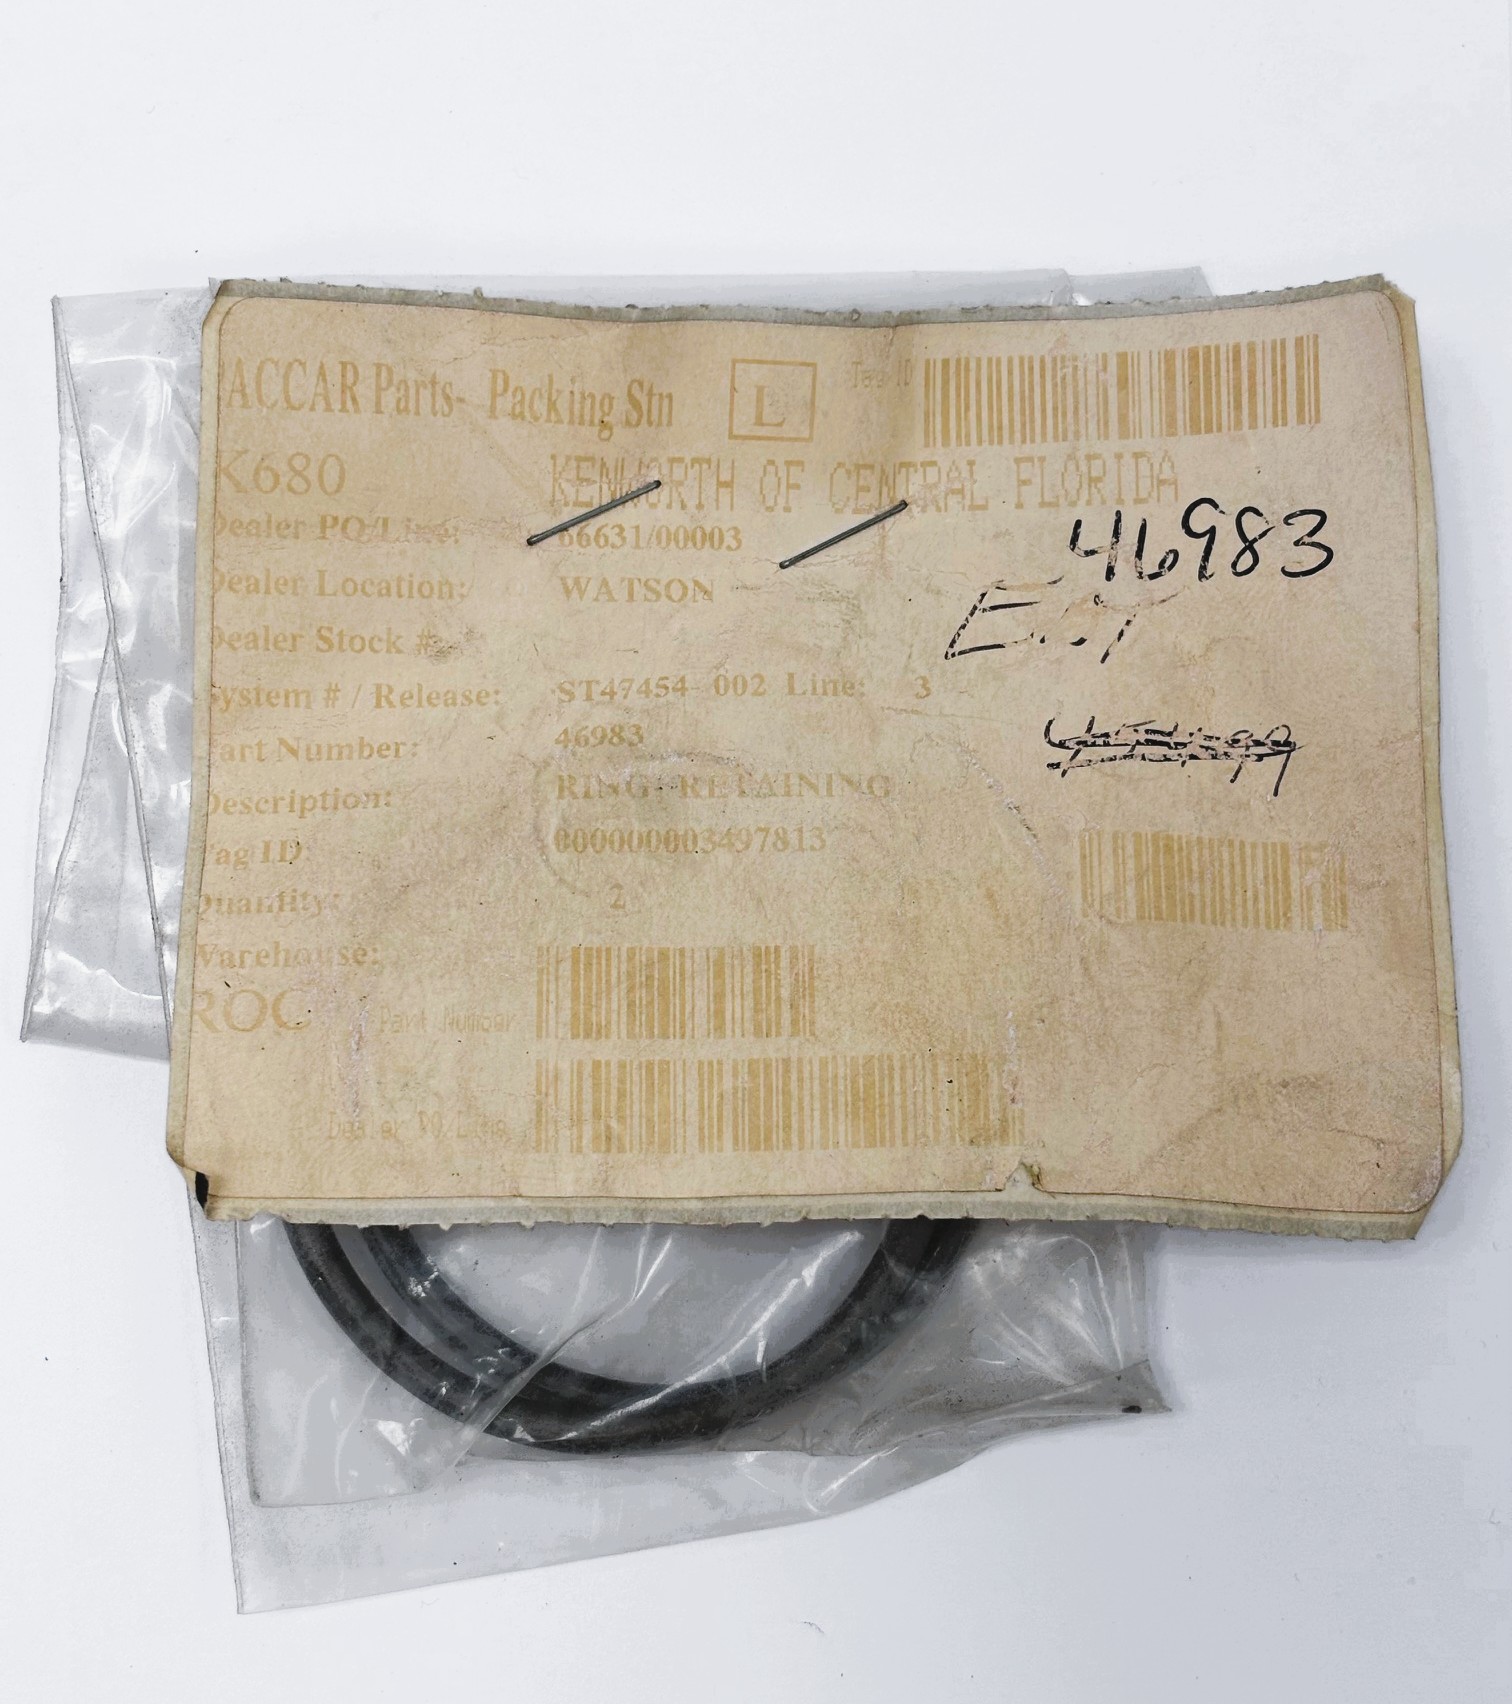 ACCAR Parts- Packing Stn L Tag ID
K680 KENWORTH OF CENTRAL FLORIDA
Dealer PO/Line: 66631/00003
46983
Dealer Location: WATSON
Dealer Stock #:
System # / Release: ST47454- 002 Line: 3
Part Number: 46983
Description: RING- RETAINING
Tag ID: 000000003497813
Quantity: 2
Warehouse:
ROC Part Number
Dealer PO/Line